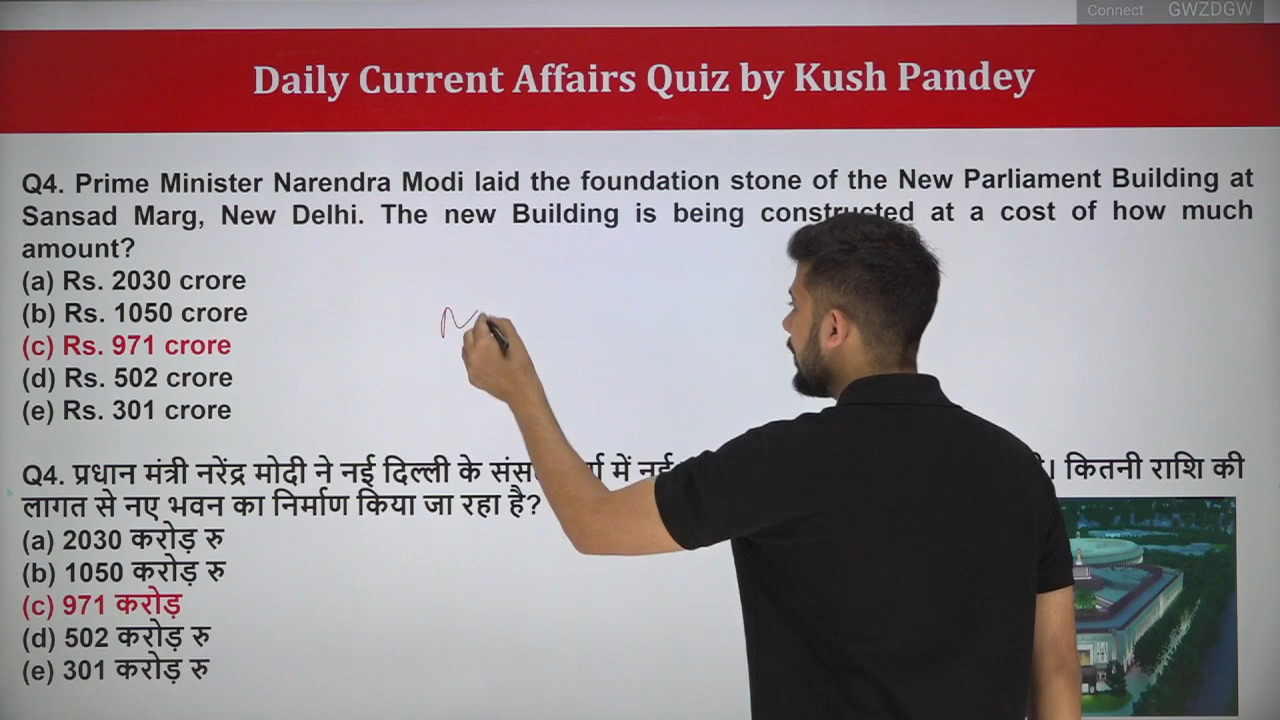 Connect GWZDGW
Daily Current Affairs Quiz by Kush Pandey
Q4. Prime Minister Narendra Modi laid the foundation stone of the New Parliament Building at
Sansad Marg, New Delhi. The new Building is being constructed at a cost of how much
amount?
(a) Rs. 2030 crore
(b) Rs. 1050 crore
(c) Rs. 971 crore
(d) Rs. 502 crore
(e) Rs. 301 crore
Q4. प्रधान मंत्री नरेंद्र मोदी ने नई दिल्ली के में कितनी राशि की
लागत से नए भवन का निर्माण किया जा रहा है?
(a) 2030 करोड़ रु
(b) 1050 करोड़ रु
(c) 971 करोड़
(d) 502 करोड़ रु
(e) 301 करोड़ रु